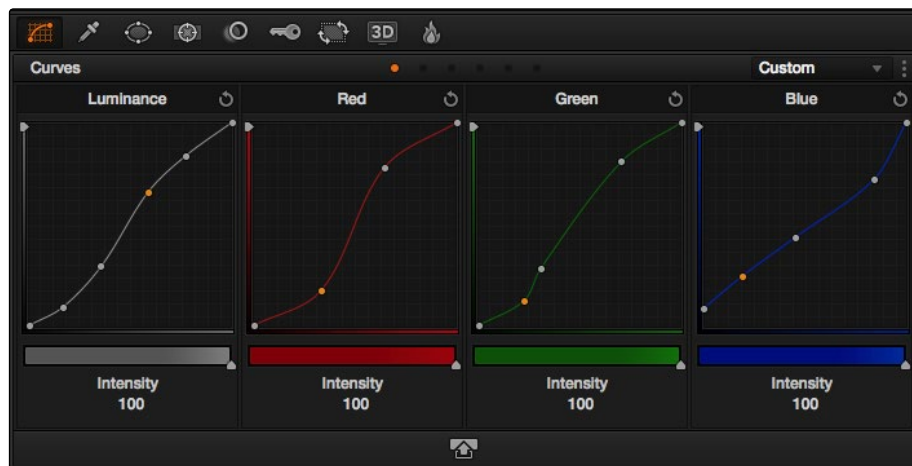 3D
Curves
Custom
Luminance
Red
Green
Blue
Intensity
100
Intensity
100
Intensity
100
Intensity
100